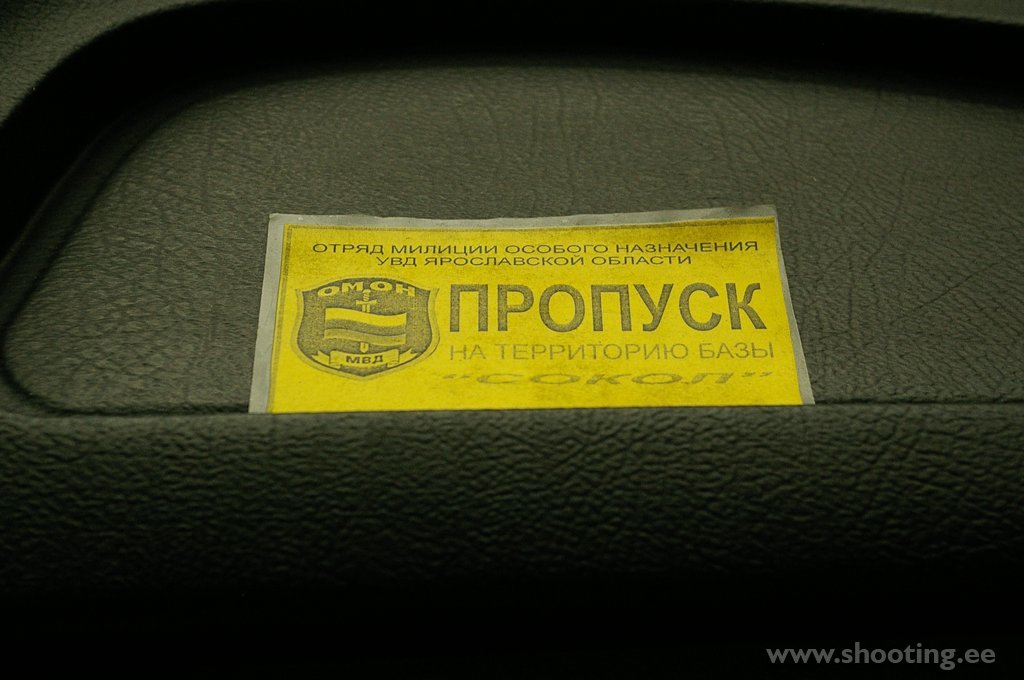 ОТРЯД МИЛИЦИИ ОСОБОГО НАЗНАЧЕНИЯ
УВД ЯРОСЛАВСКОЙ ОБЛАСТИ
ОМОН
МВД
ПРОПУСК
НА ТЕРРИТОРИЮ БАЗЫ
"СОКОЛ"
www.shooting.ee